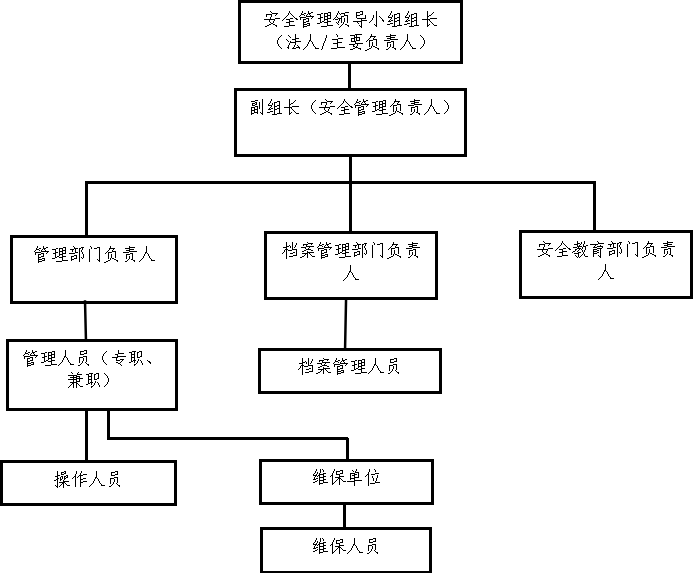 安全管理领导小组组长
（法人/主要负责人）
副组长（安全管理负责人）
管理部门负责人
档案管理部门负责
人
安全教育部门负责
人
管理人员（专职、
兼职）
档案管理人员
操作人员
维保单位
维保人员